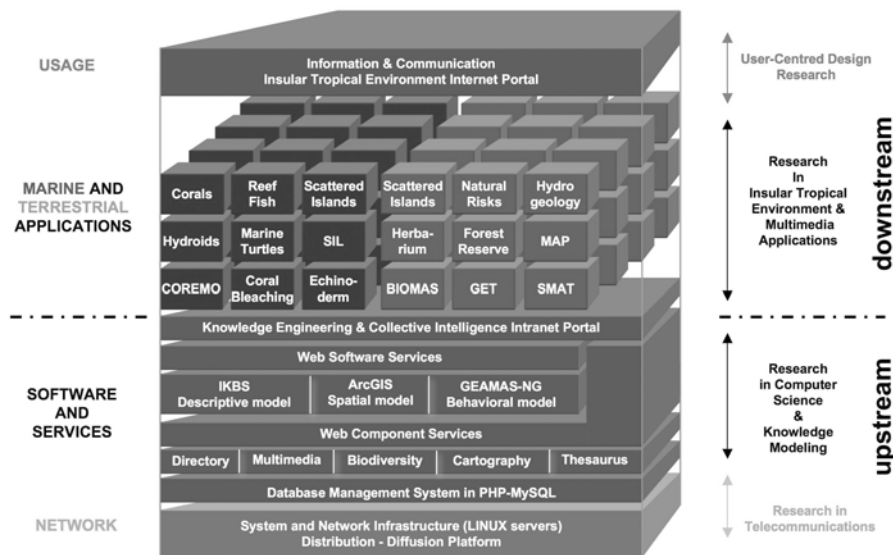 USAGE
Information & Communication
Insular Tropical Environment Internet Portal
User-Centred Design
Research
MARINE AND
TERRESTRIAL
APPLICATIONS
Corals
Reef
Fish
Scattered
Islands
Scattered
Islands
Natural
Risks
Hydro
geology
Hydroids
Marine
Turtles
SIL
Herba-
rium
Forest
Reserve
MAP
COREMO
Coral
Bleaching
Echino-
derm
BIOMAS
GET
SMAT
Research
In
Insular Tropical
Environment &
Multimedia
Applications
downstream
Knowledge Engineering & Collective Intelligence Intranet Portal
SOFTWARE
AND
SERVICES
Web Software Services
IKBS
Descriptive model
ArcGIS
Spatial model
GEAMAS-NG
Behavioral model
Web Component Services
Directory
Multimedia
Biodiversity
Cartography
Thesaurus
Database Management System in PHP-MySQL
Research
in Computer
Science
&
Knowledge
Modeling
upstream
NETWORK
System and Network Infrastructure (LINUX servers)
Distribution - Diffusion Platform
Research in
Telecommunications